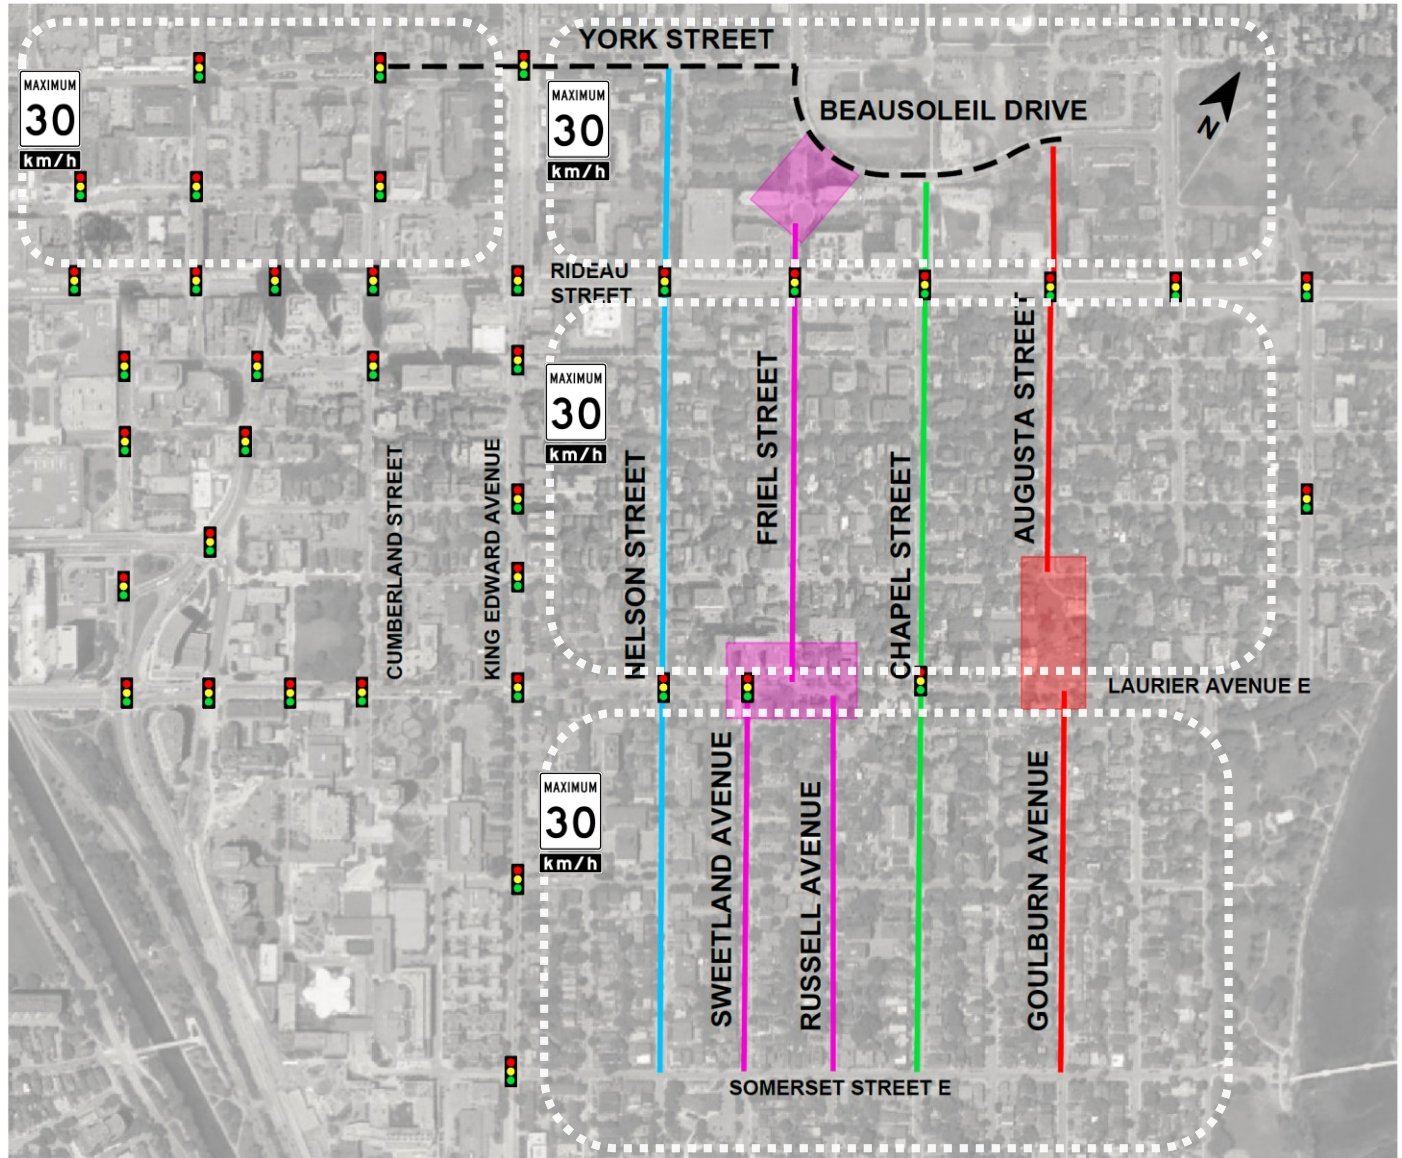 YORK STREET
MAXIMUM
30
km/h
MAXIMUM
30
km/h
BEAUSOLEIL DRIVE
N
RIDEAU
STREET
MAXIMUM
30
km/h
CUMBERLAND STREET
KING EDWARD AVENUE
NELSON STREET
FRIEL STREET
CHAPEL STREET
AUGUSTA STREET
LAURIER AVENUE E
MAXIMUM
30
km/h
SWEETLAND AVENUE
RUSSELL AVENUE
GOULBURN AVENUE
SOMERSET STREET E